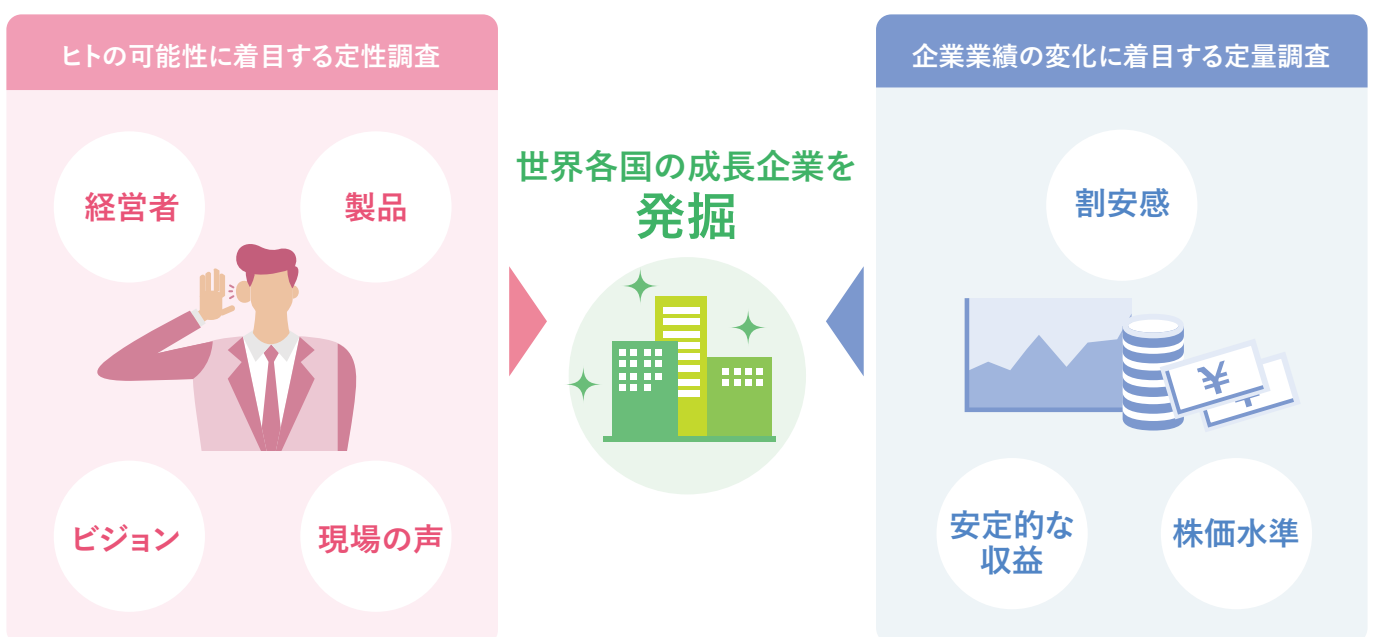 ヒトの可能性に着目する定性調査
経営者
製品
ビジョン
現場の声
世界各国の成長企業を
発掘
企業業績の変化に着目する定量調査
割安感
¥
¥
安定的な
収益
株価水準